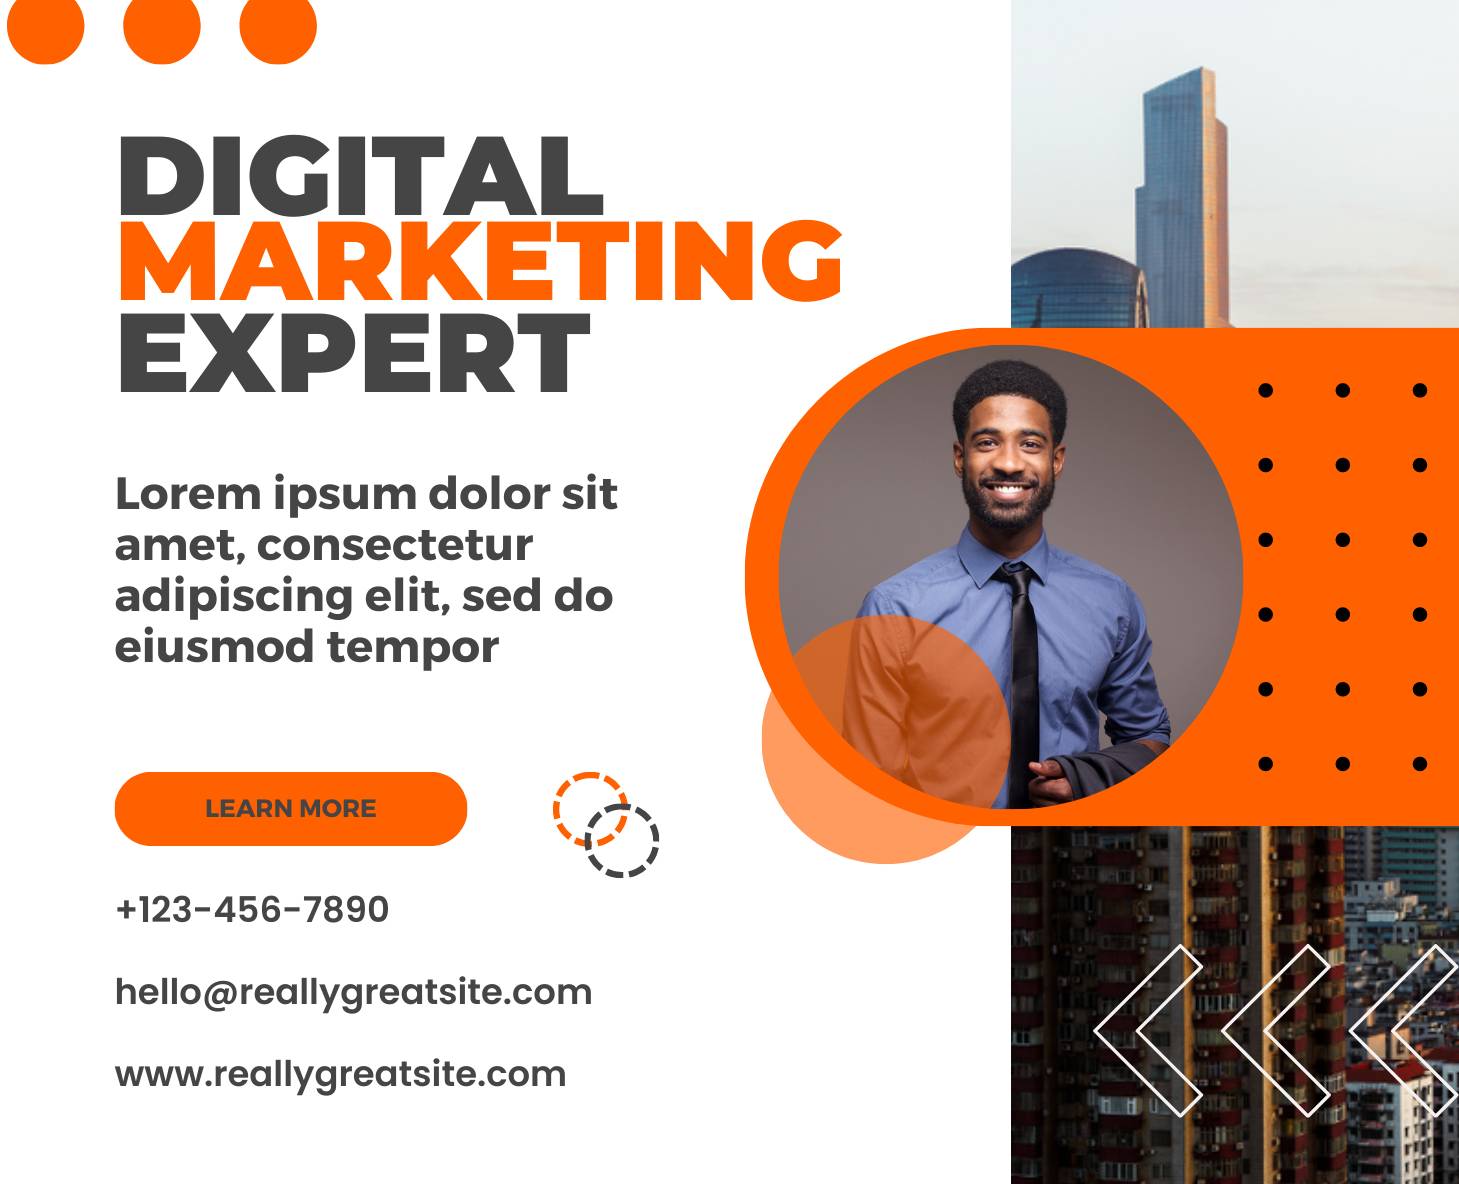 DIGITAL
MARKETING
EXPERT
Lorem ipsum dolor sit
amet, consectetur
adipiscing elit, sed do
eiusmod tempor
LEARN MORE
+123-456-7890
hello@reallygreatsite.com
www.reallygreatsite.com